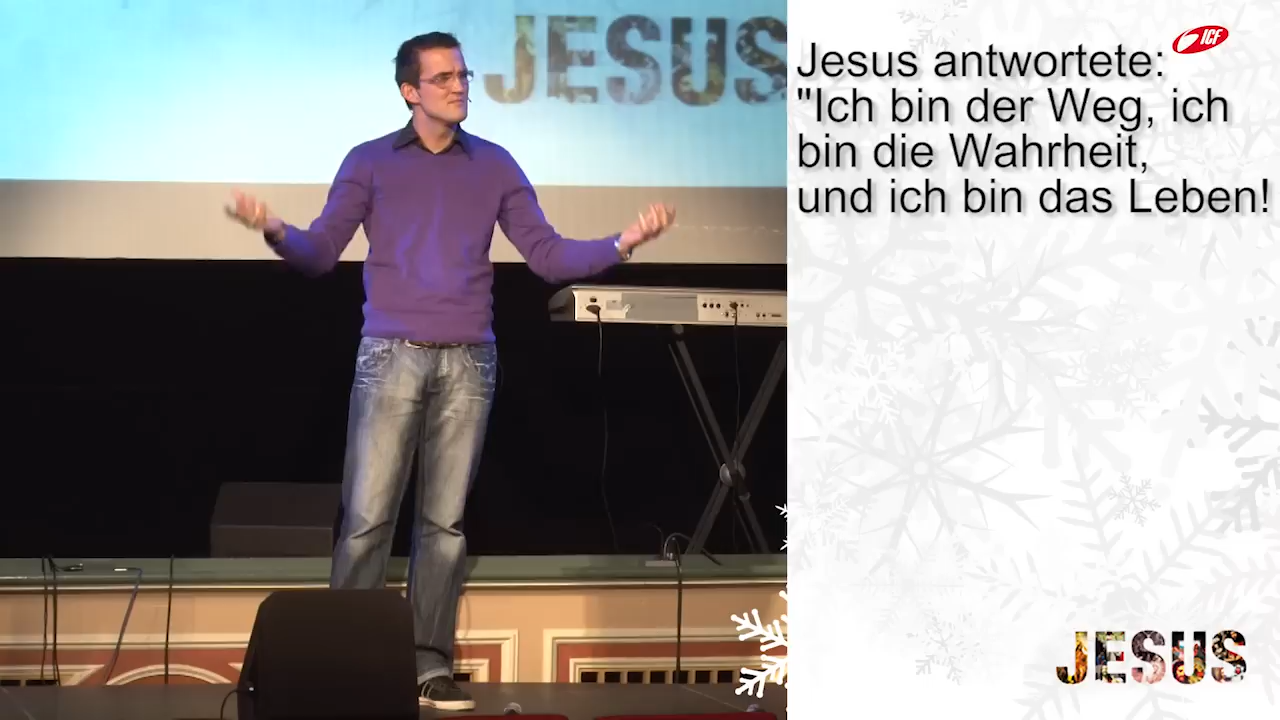 JESUS
ICF
Jesus antwortete:
"Ich bin der Weg, ich
bin die Wahrheit,
und ich bin das Leben!
JESUS